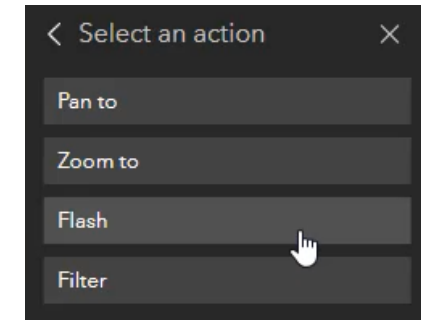 Select an action
Pan to
Zoom to
Flash
Filter